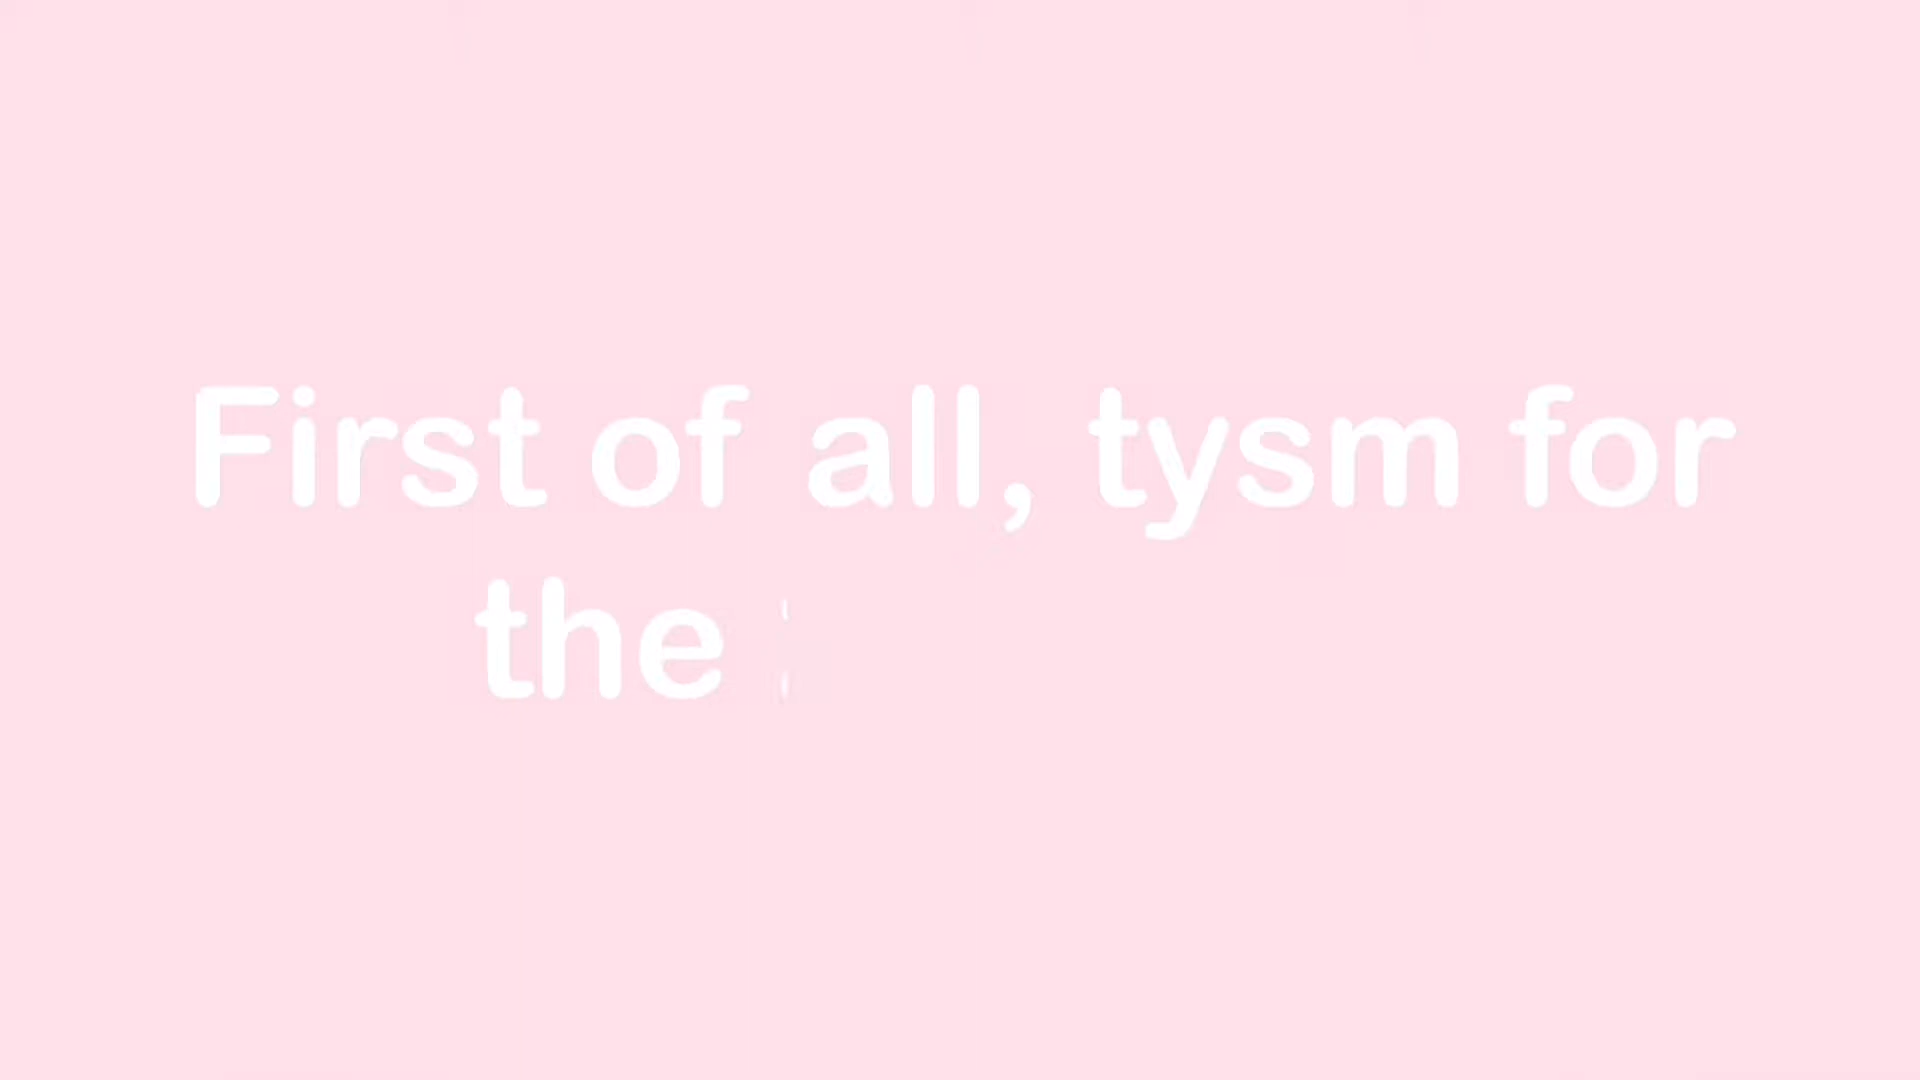 First of all, tysm for
the